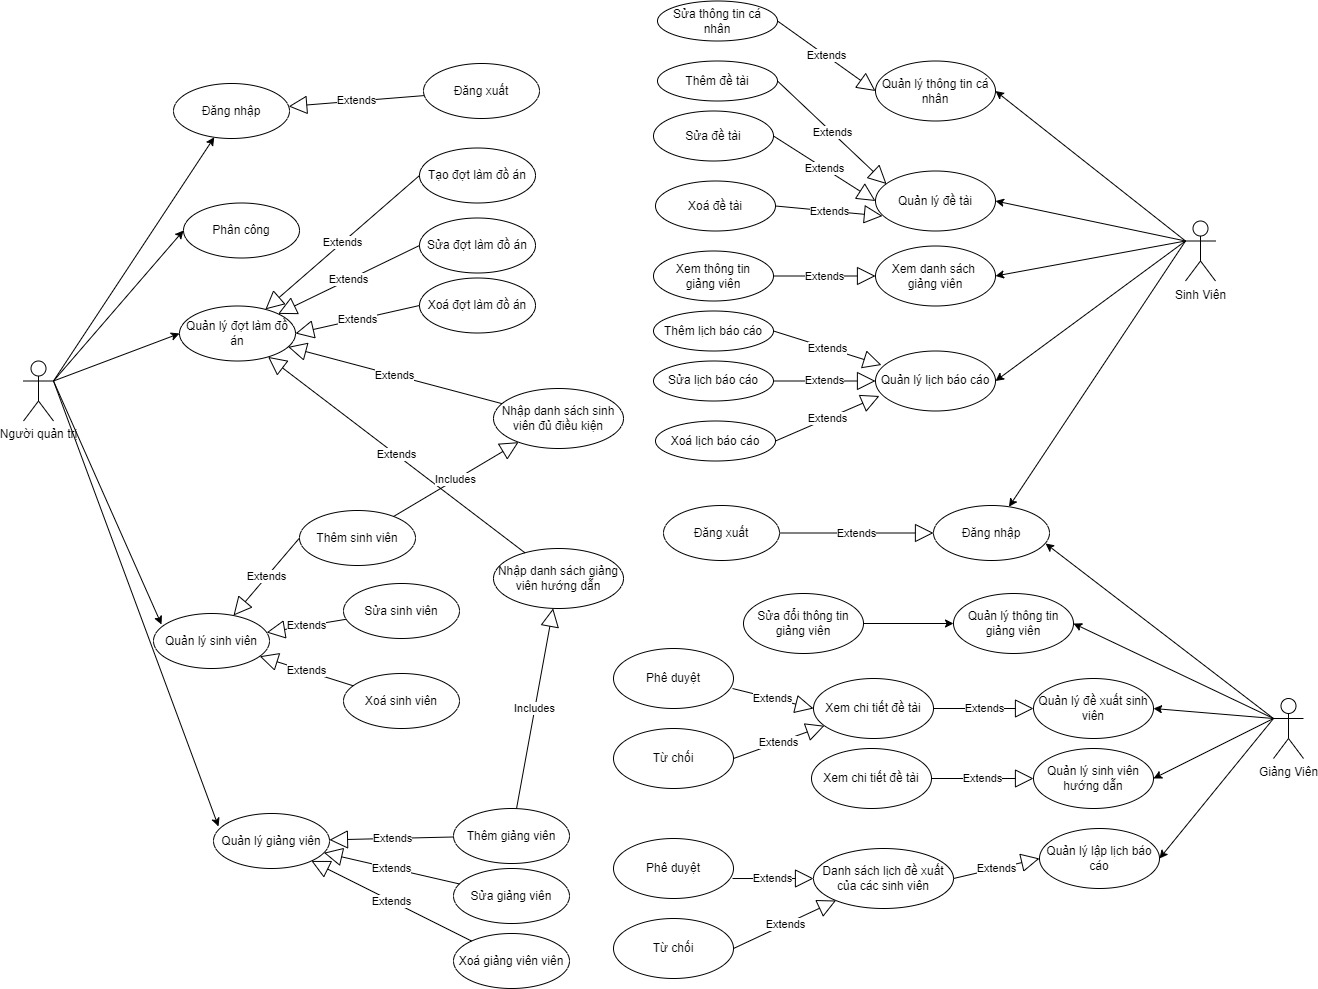 Đăng nhập
Extends
Đăng xuất
Tạo đợt làm đồ án
Phân công
Extends
Sửa đợt làm đồ án
Extends
Xoá đợt làm đồ án
Extends
Quản lý đợt làm đồ
án
Extends
Người quản trị
Nhập danh sách sinh
viên đủ điều kiện
Extends
Includes
Thêm sinh viên
Extends
Nhập danh sách giảng
viên hướng dẫn
Sửa sinh viên
Extends
Quản lý sinh viên
Extends
Xoá sinh viên
Includes
Quản lý giảng viên
Extends
Thêm giảng viên
Extends
Sửa giảng viên
Extends
Xoá giảng viên viên
Sửa thông tin cá
nhân
Extends
Quản lý thông tin cá
nhân
Thêm đề tài
Extends
Sửa đề tài
Extends
Xoá đề tài
Extends
Quản lý đề tài
Xem thông tin
giảng viên
Extends
Xem danh sách
giảng viên
Sinh Viên
Thêm lịch báo cáo
Extends
Sửa lịch báo cáo
Extends
Quản lý lịch báo cáo
Extends
Xoá lịch báo cáo
Đăng xuất
Extends
Đăng nhập
Sửa đổi thông tin
giảng viên
Quản lý thông tin
giảng viên
Phê duyệt
Extends
Xem chi tiết đề tài
Extends
Quản lý đề xuất sinh
viên
Extends
Từ chối
Xem chi tiết đề tài
Extends
Quản lý sinh viên
hướng dẫn
Giảng Viên
Phê duyệt
Extends
Danh sách lịch đề xuất
của các sinh viên
Extends
Quản lý lập lịch báo
cáo
Extends
Từ chối